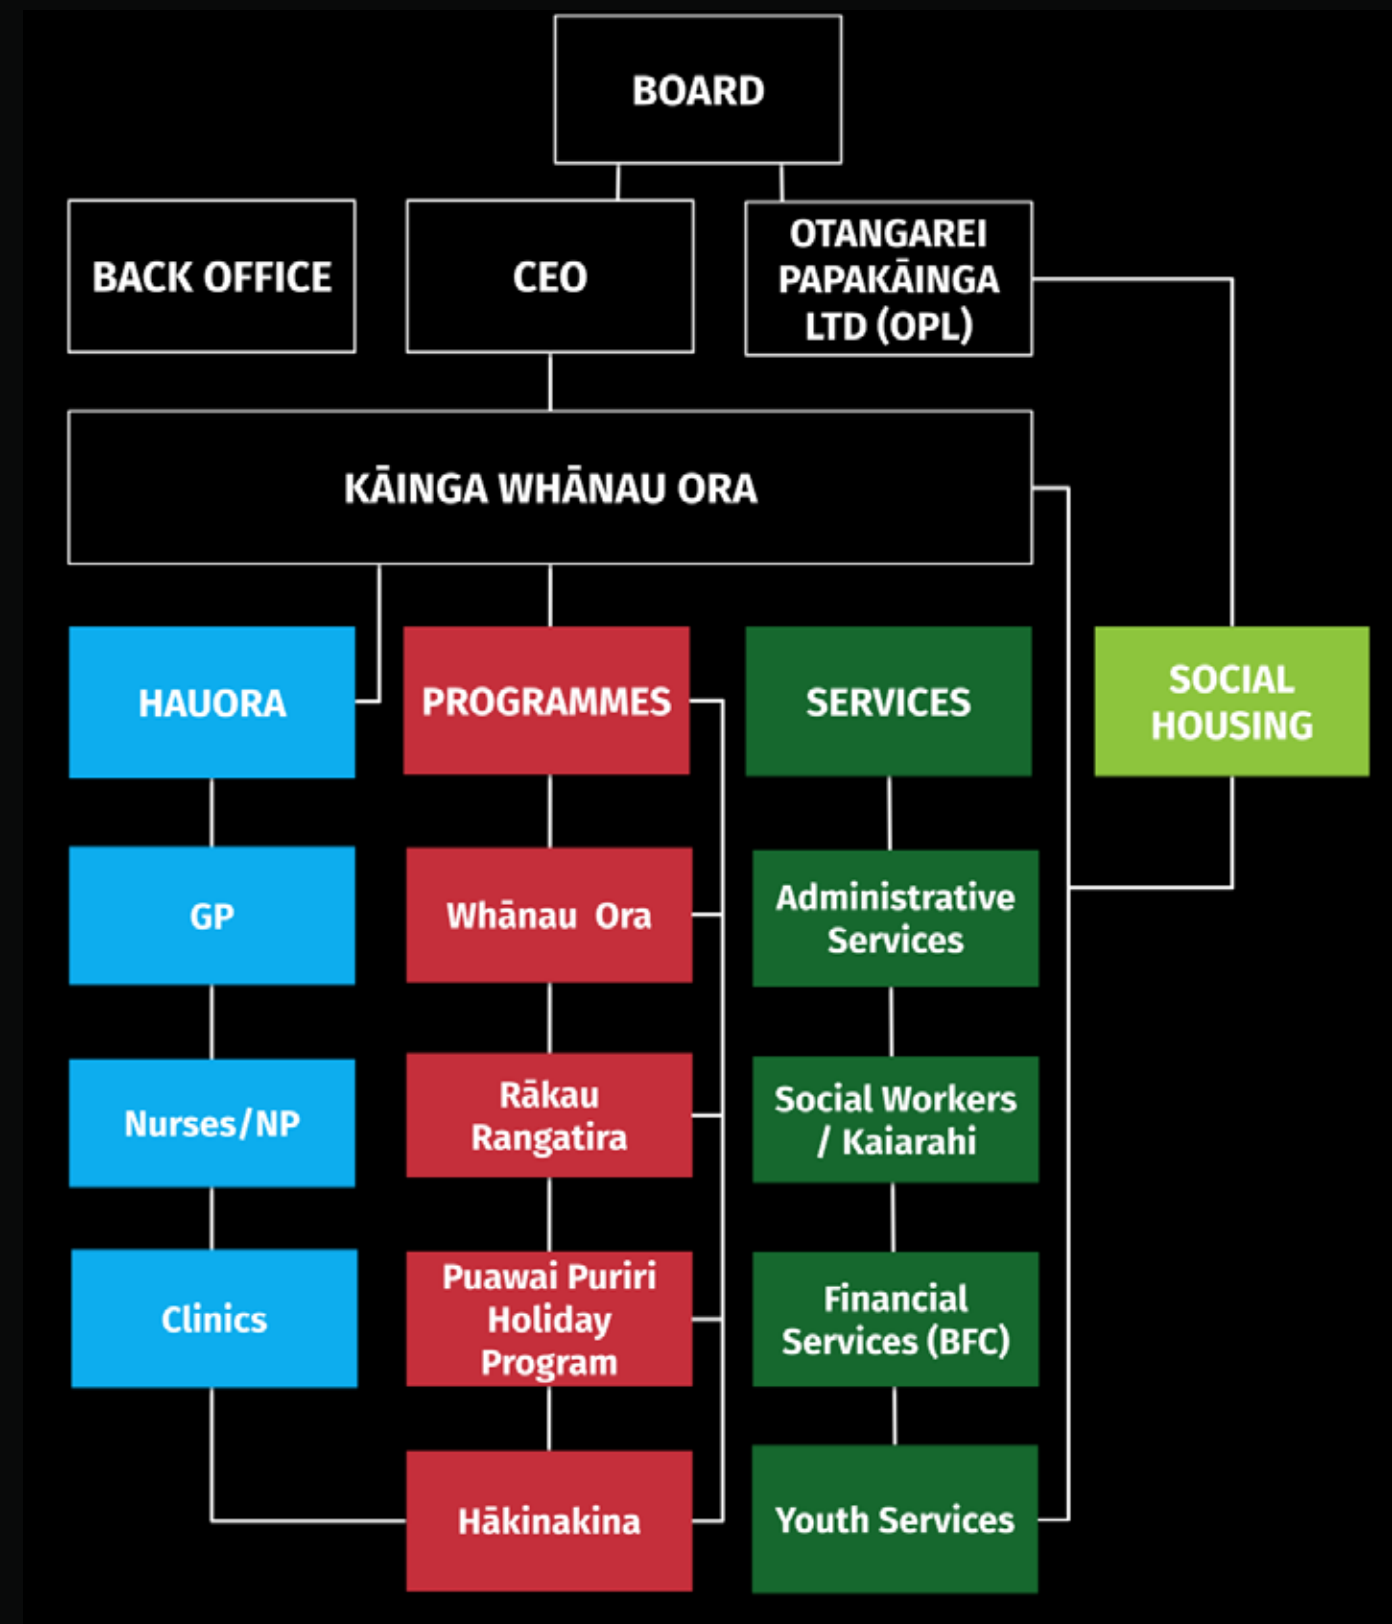 BOARD
BACK OFFICE
CEO
OTANGAREI
PAPAKĀINGA
LTD (OPL)
KĀINGA WHĀNAU ORA
HAUORA
PROGRAMMES
SERVICES
SOCIAL
HOUSING
GP
Whānau  Ora
Administrative
Services
Nurses/NP
Rākau
Rangatira
Social Workers
/ Kaiarahi
Clinics
Puawai Puriri
Holiday
Program
Financial
Services (BFC)
Hākinakina
Youth Services